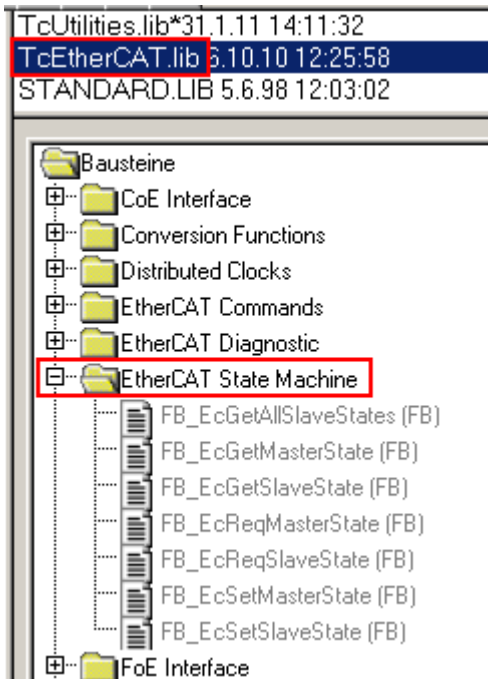 TcUtilities.lib*31.1.11 14:11:32
TcEtherCAT.lib 6.10.10 12:25:58
STANDARD.LIB 5.6.98 12:03:02
Bausteine
CoE Interface
Conversion Functions
Distributed Clocks
EtherCAT Commands
EtherCAT Diagnostic
EtherCAT State Machine
FB_EcGetAllSlaveStates (FB)
FB_EcGetMasterState (FB)
FB_EcGetSlaveState (FB)
FB_EcReqMasterState (FB)
FB_EcReqSlaveState (FB)
FB_EcSetMasterState (FB)
FB_EcSetSlaveState (FB)
FoE Interface